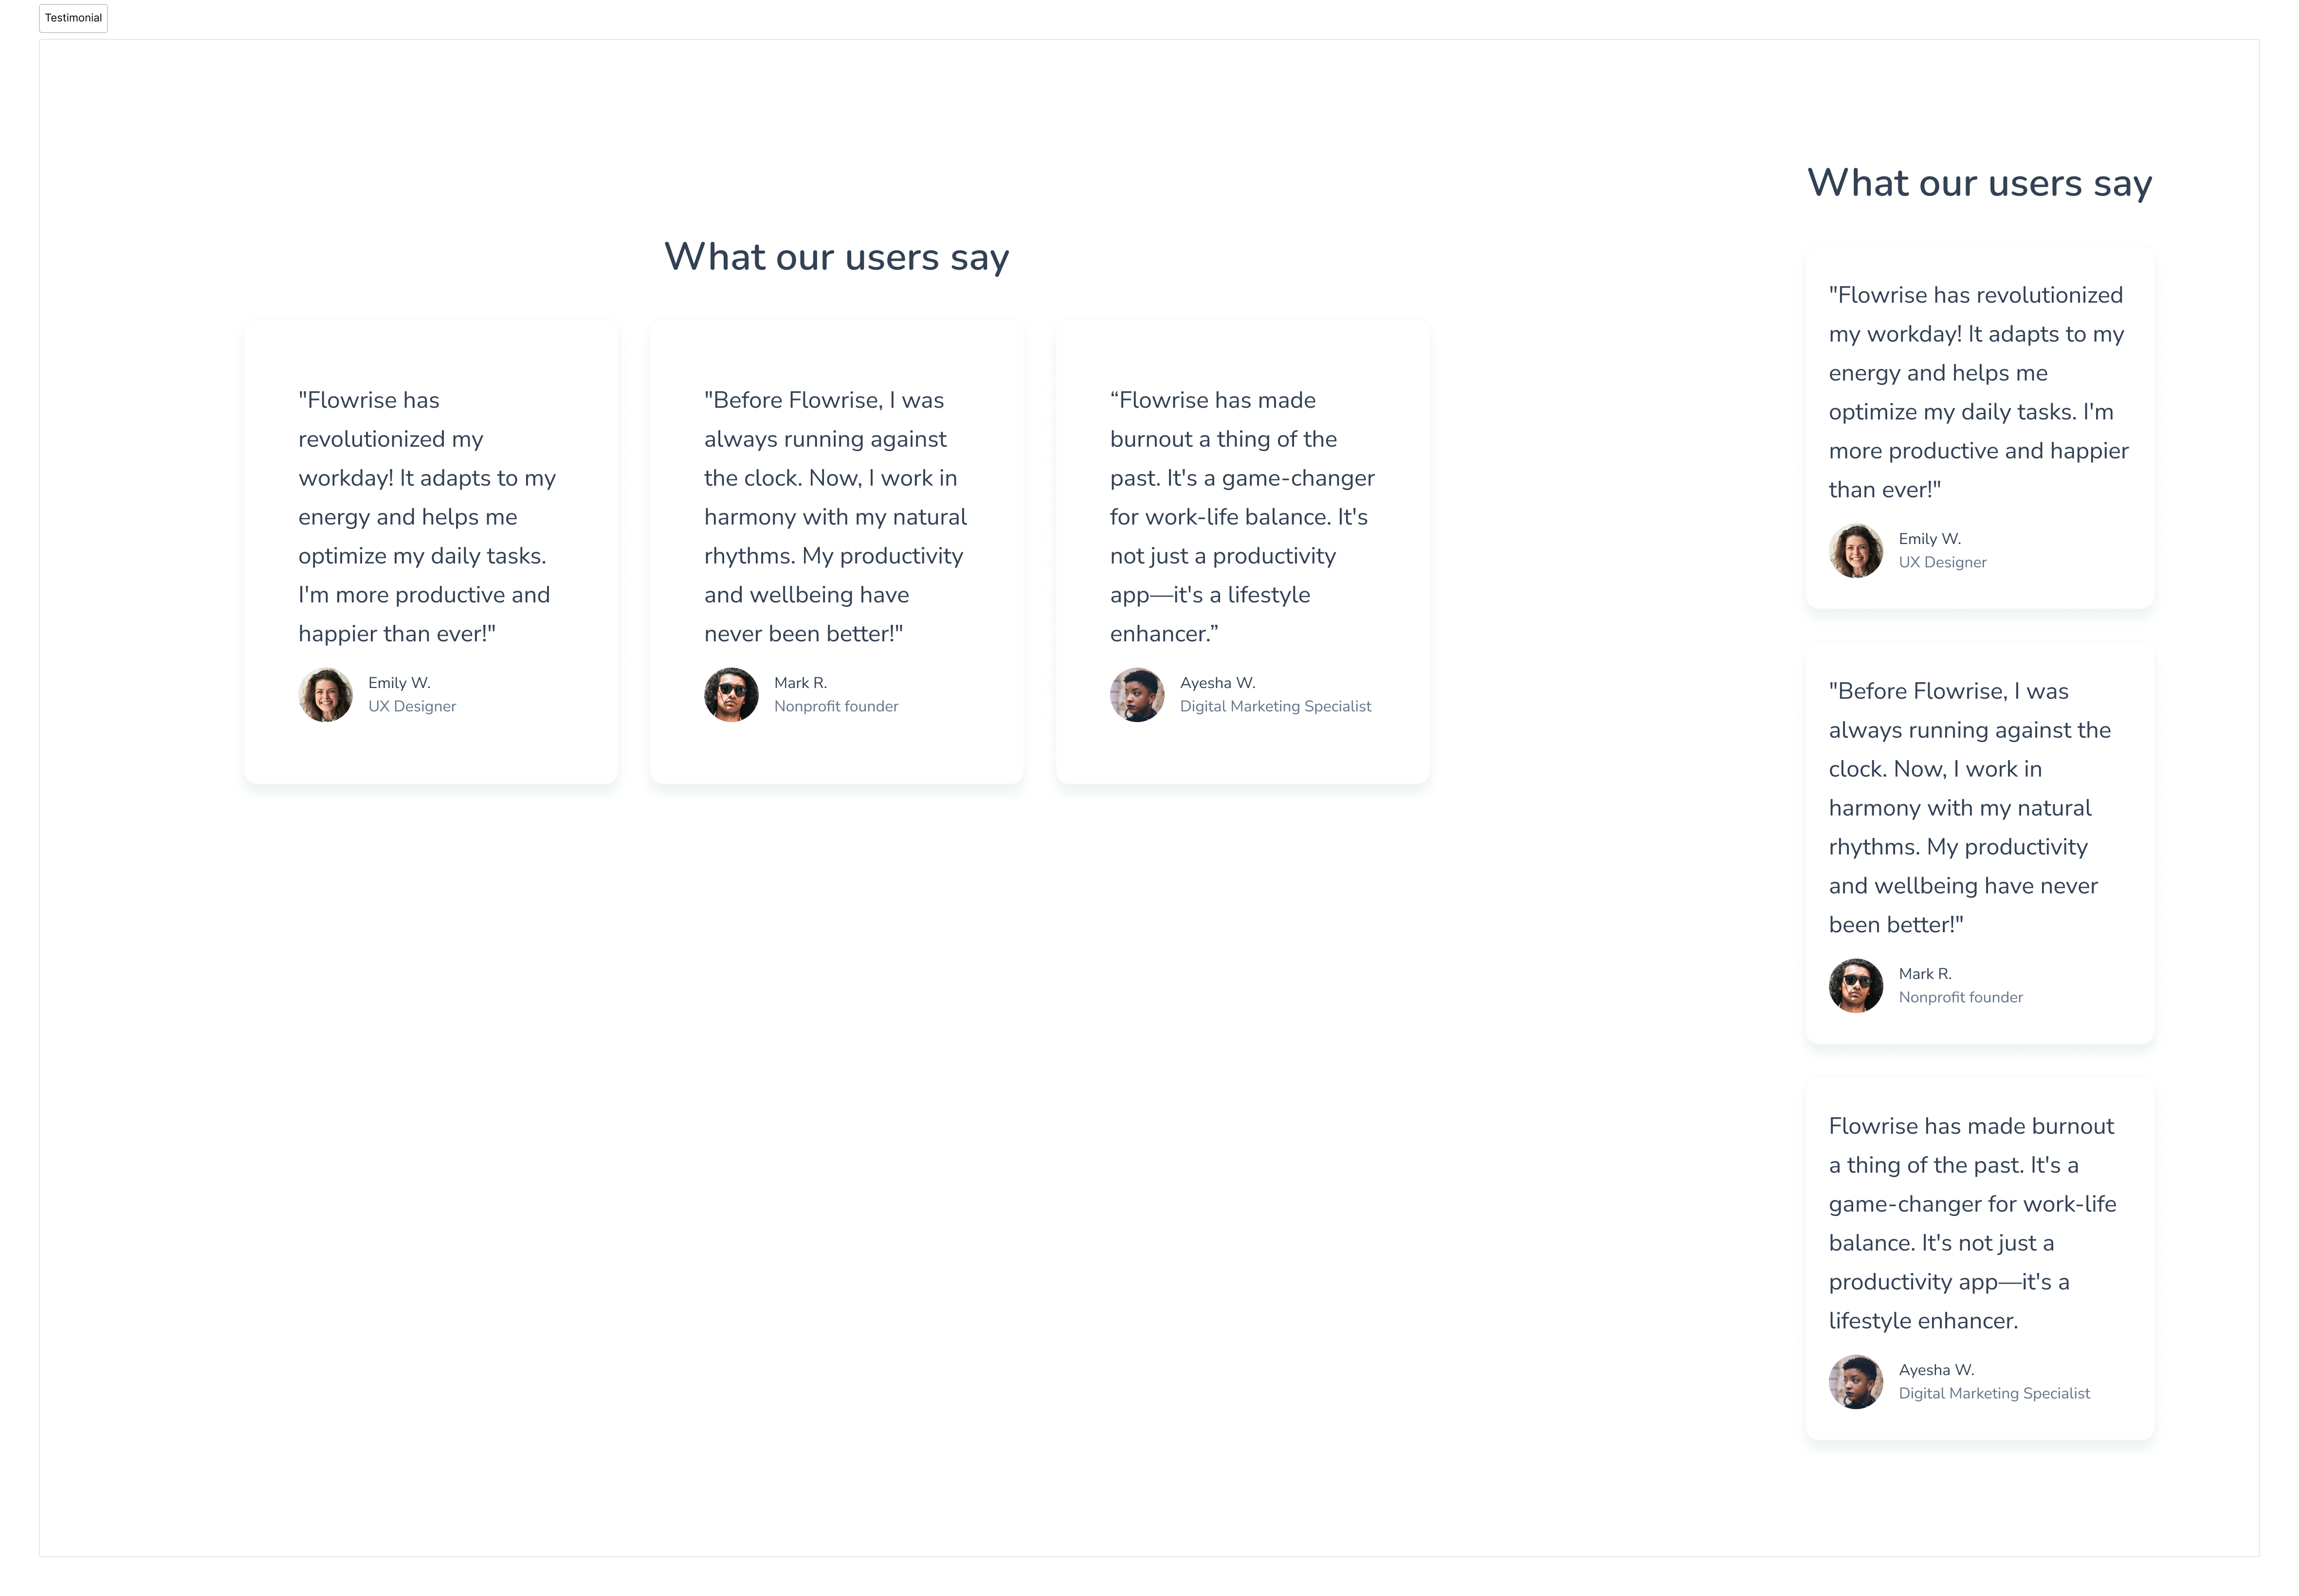 Testimonial
What our users say
"Flowrise has
revolutionized my
workday! It adapts to my
energy and helps me
optimize my daily tasks.
I'm more productive and
happier than ever!"
Emily W.
UX Designer
"Before Flowrise, I was
always running against
the clock. Now, I work in
harmony with my natural
rhythms. My productivity
and wellbeing have
never been better!"
Mark R.
Nonprofit founder
“Flowrise has made
burnout a thing of the
past. It's a game-changer
for work-life balance. It's
not just a productivity
app—it's a lifestyle
enhancer.”
Ayesha W.
Digital Marketing Specialist
What our users say
"Flowrise has revolutionized
my workday! It adapts to my
energy and helps me
optimize my daily tasks. I'm
more productive and happier
than ever!"
Emily W.
UX Designer
"Before Flowrise, I was
always running against the
clock. Now, I work in
harmony with my natural
rhythms. My productivity
and wellbeing have never
been better!"
Mark R.
Nonprofit founder
Flowrise has made burnout
a thing of the past. It's a
game-changer for work-life
balance. It's not just a
productivity app—it's a
lifestyle enhancer.
Ayesha W.
Digital Marketing Specialist